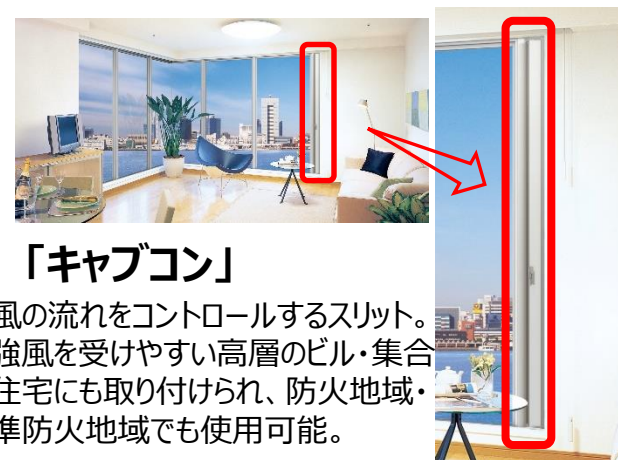 「キャブコン」
風の流れをコントロールするスリット。
強風を受けやすい高層のビル・集合
住宅にも取り付けられ、防火地域・
準防火地域でも使用可能。